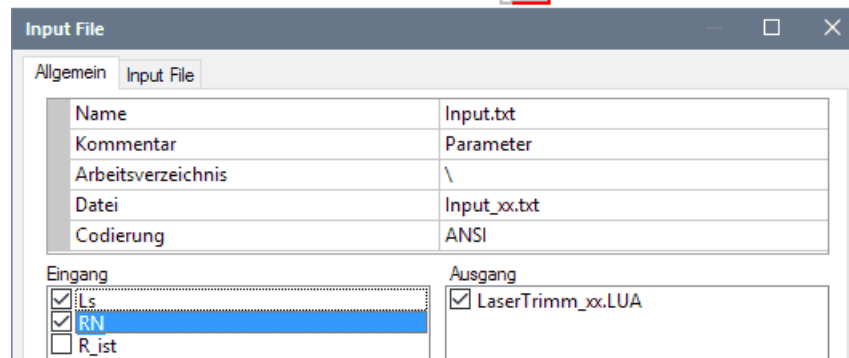 Input File
Allgemein Input File
Name Input.txt
Kommentar Parameter
Arbeitsverzeichnis \
Datei Input_xx.txt
Codierung ANSI
Eingang Ausgang
Ls LaserTrimm_xx.LUA
RN
R_ist